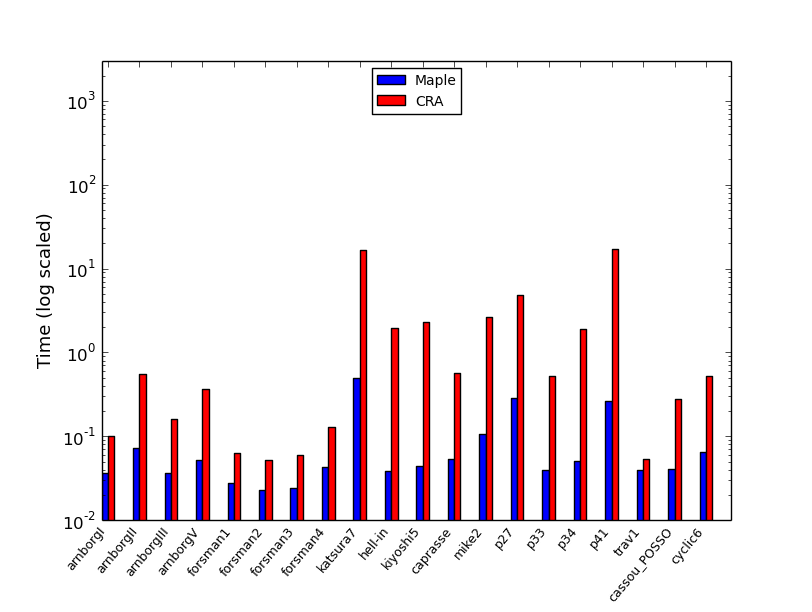 Maple
CRA
Time (log scaled)
10³
10²
10¹
10⁰
10⁻¹
10⁻²
arnborgI
arnborgII
arnborgIII
arnborgV
forsman1
forsman2
forsman3
forsman4
katsura7
hell-in
kiyoshi5
caprasse
mike2
p27
p33
p34
p41
trav1
cassou_POSSO
cyclic6